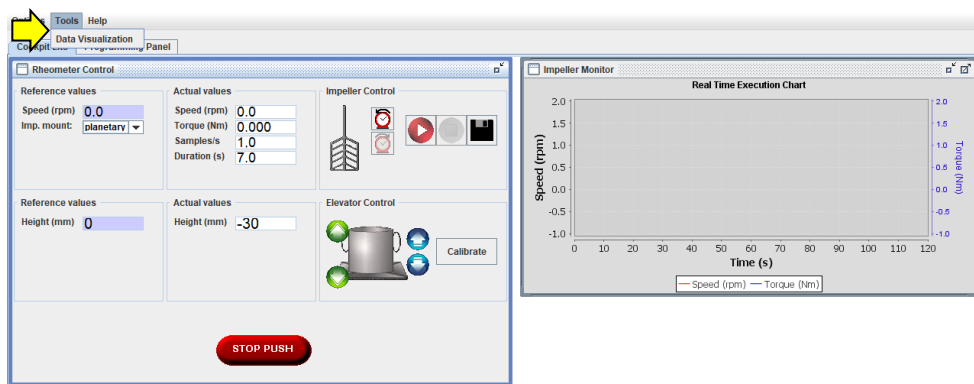 Tools Help
Data Visualization
Panel
Rheometer Control
Reference values
Speed (rpm) 0.0
Imp. mount: planetary
Actual values
Speed (rpm) 0.0
Torque (Nm) 0.000
Samples/s 1.0
Duration (s) 7.0
Impeller Control
Reference values
Height (mm) 0
Actual values
Height (mm) -30
Elevator Control
Calibrate
STOP PUSH
Impeller Monitor
Real Time Execution Chart
2.0
1.5
1.0
0.5
0.0
-0.5
-1.0
Speed (rpm)
2.0
1.5
1.0
0.5
0.0
-0.5
-1.0
Torque (Nm)
0 10 20 30 40 50 60 70 80 90 100 110 120
Time (s)
Speed (rpm) Torque (Nm)